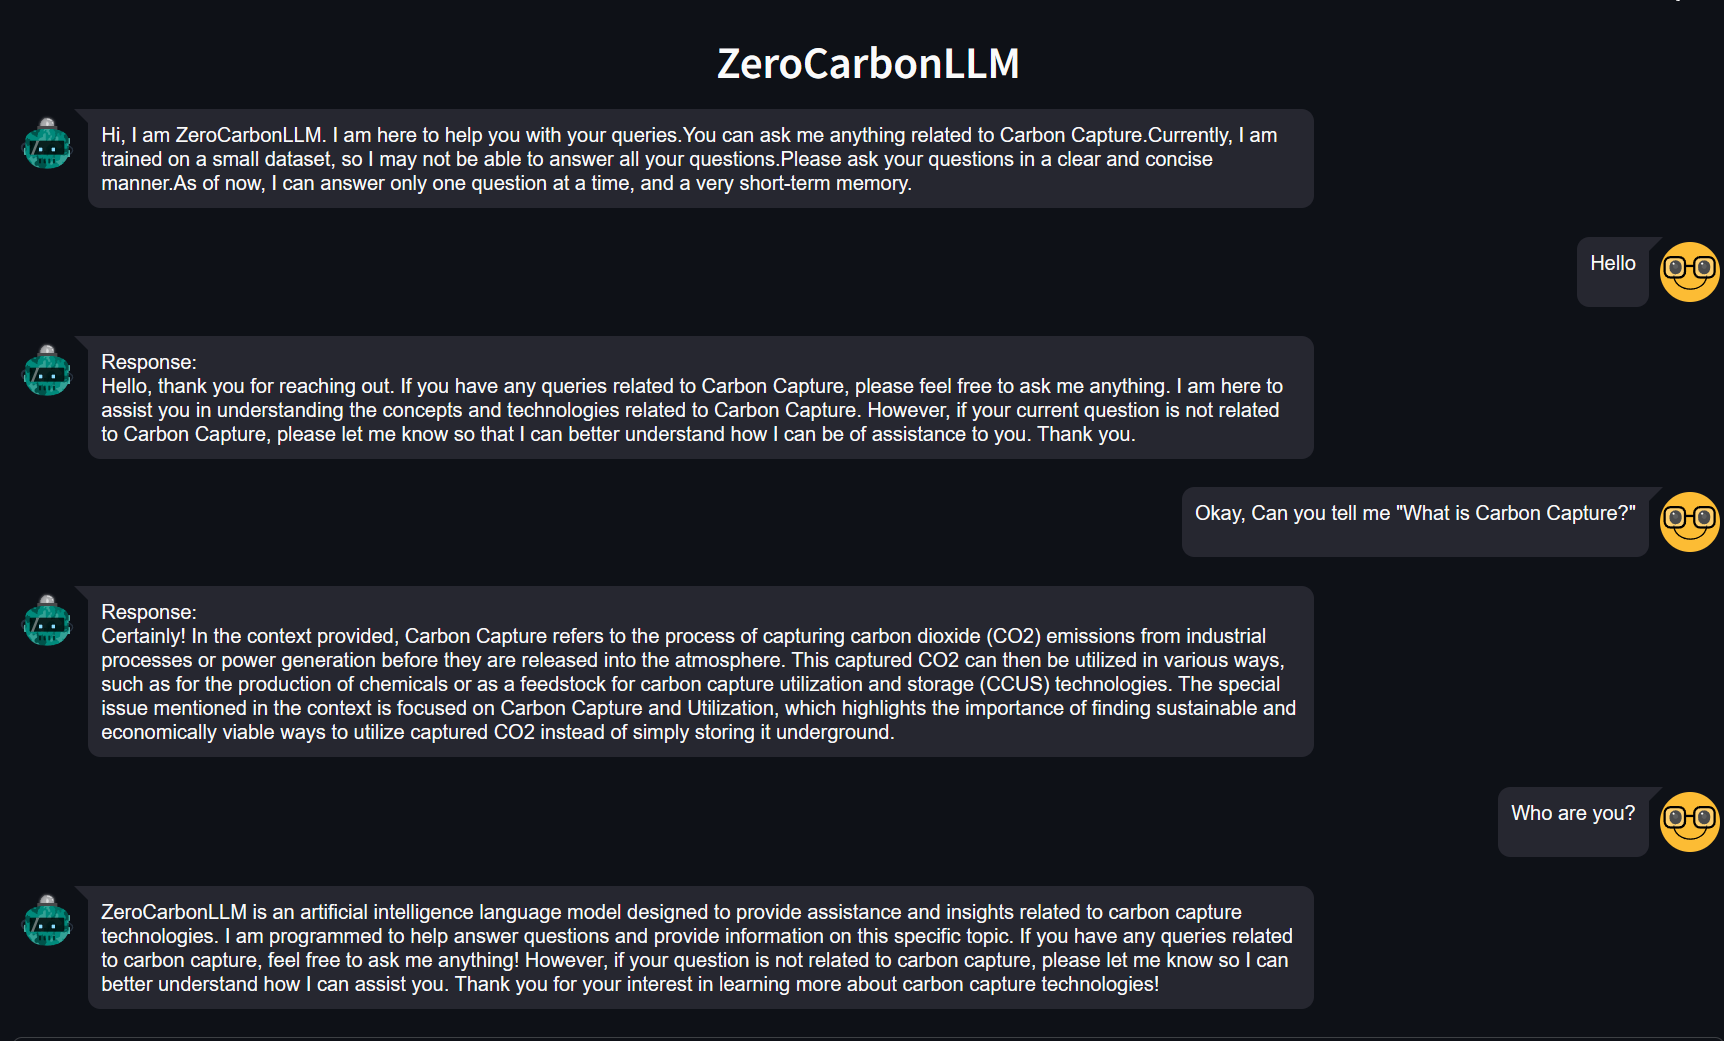 ZeroCarbonLLM
Hi, I am ZeroCarbonLLM. I am here to help you with your queries.You can ask me anything related to Carbon Capture.Currently, I am
trained on a small dataset, so I may not be able to answer all your questions.Please ask your questions in a clear and concise
manner.As of now, I can answer only one question at a time, and a very short-term memory.
Hello
Response:
Hello, thank you for reaching out. If you have any queries related to Carbon Capture, please feel free to ask me anything. I am here to
assist you in understanding the concepts and technologies related to Carbon Capture. However, if your current question is not related
to Carbon Capture, please let me know so that I can better understand how I can be of assistance to you. Thank you.
Okay, Can you tell me "What is Carbon Capture?"
Response:
Certainly! In the context provided, Carbon Capture refers to the process of capturing carbon dioxide (CO2) emissions from industrial
processes or power generation before they are released into the atmosphere. This captured CO2 can then be utilized in various ways,
such as for the production of chemicals or as a feedstock for carbon capture utilization and storage (CCUS) technologies. The special
issue mentioned in the context is focused on Carbon Capture and Utilization, which highlights the importance of finding sustainable and
economically viable ways to utilize captured CO2 instead of simply storing it underground.
Who are you?
ZeroCarbonLLM is an artificial intelligence language model designed to provide assistance and insights related to carbon capture
technologies. I am programmed to help answer questions and provide information on this specific topic. If you have any queries related
to carbon capture, feel free to ask me anything! However, if your question is not related to carbon capture, please let me know so I can
better understand how I can assist you. Thank you for your interest in learning more about carbon capture technologies!